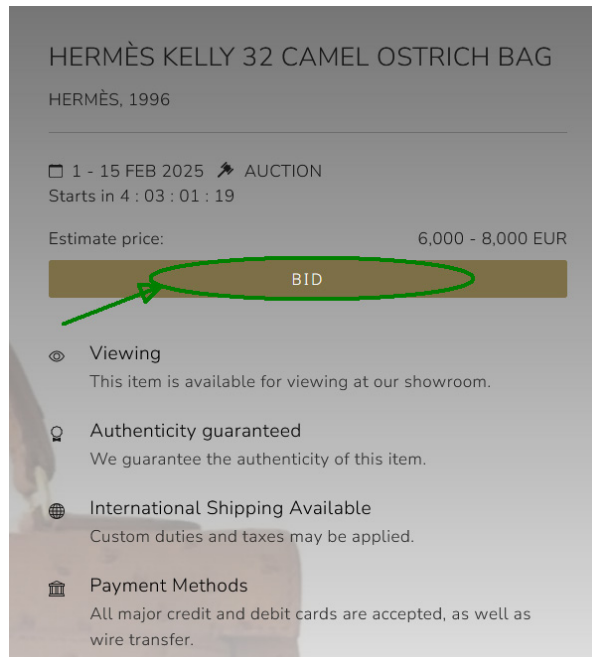 HERMÈS KELLY 32 CAMEL OSTRICH BAG
HERMÈS, 1996
1 - 15 FEB 2025 AUCTION
Starts in 4 : 03 : 01 : 19
Estimate price: 6,000 - 8,000 EUR
BID
Viewing
This item is available for viewing at our showroom.
Authenticity guaranteed
We guarantee the authenticity of this item.
International Shipping Available
Custom duties and taxes may be applied.
Payment Methods
All major credit and debit cards are accepted, as well as
wire transfer.